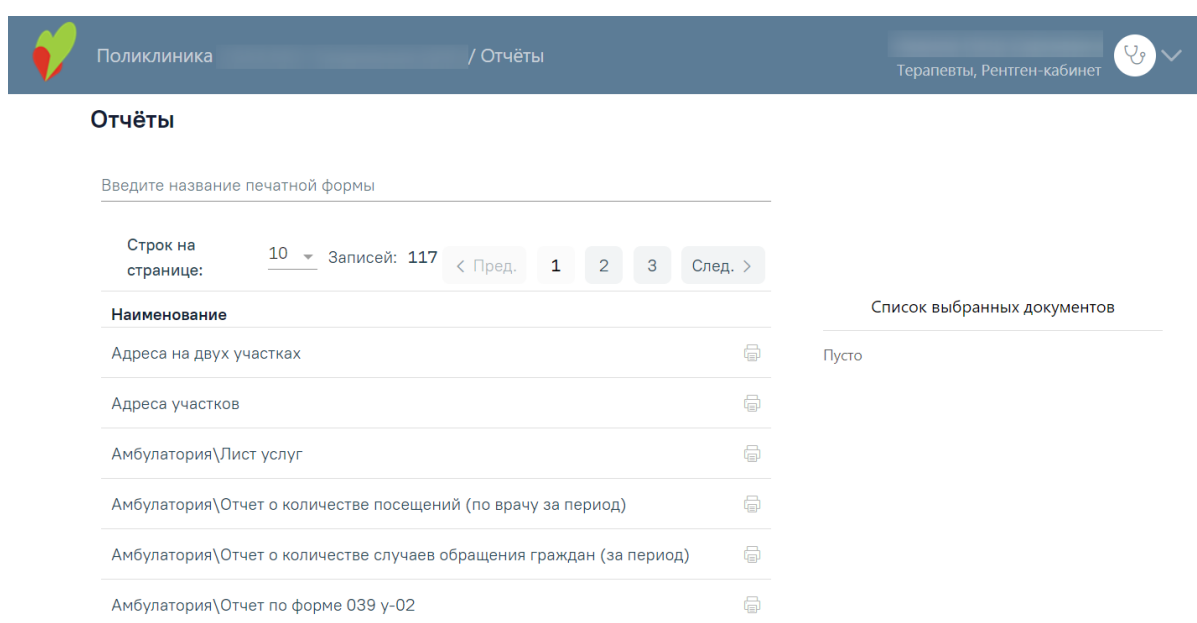 Поликлиника / Отчёты
Терапевты, Рентген-кабинет
Отчёты
Введите название печатной формы
Строк на
странице:
10 Записей: 117 < Пред. 1 2 3 След. >
Список выбранных документов
Наименование
Адреса на двух участках
Пусто
Адреса участков
Амбулатория\Лист услуг
Амбулатория\Отчет о количестве посещений (по врачу за период)
Амбулатория\Отчет о количестве случаев обращения граждан (за период)
Амбулатория\Отчет по форме 039 у-02